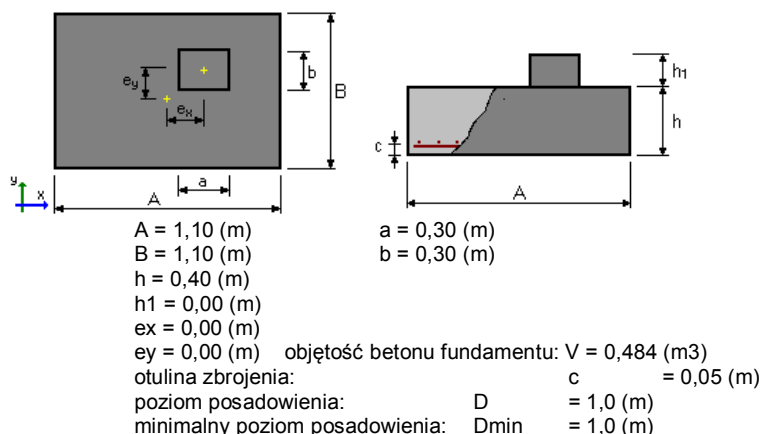 e_y
e_x
b
B
a
A
y
x
h₁
h
c
A
A = 1,10 (m) a = 0,30 (m)
B = 1,10 (m) b = 0,30 (m)
h = 0,40 (m)
h1 = 0,00 (m)
ex = 0,00 (m)
ey = 0,00 (m) objętość betonu fundamentu: V = 0,484 (m3)
otulina zbrojenia: c = 0,05 (m)
poziom posadowienia: D = 1,0 (m)
minimalny poziom posadowienia: Dmin = 1,0 (m)